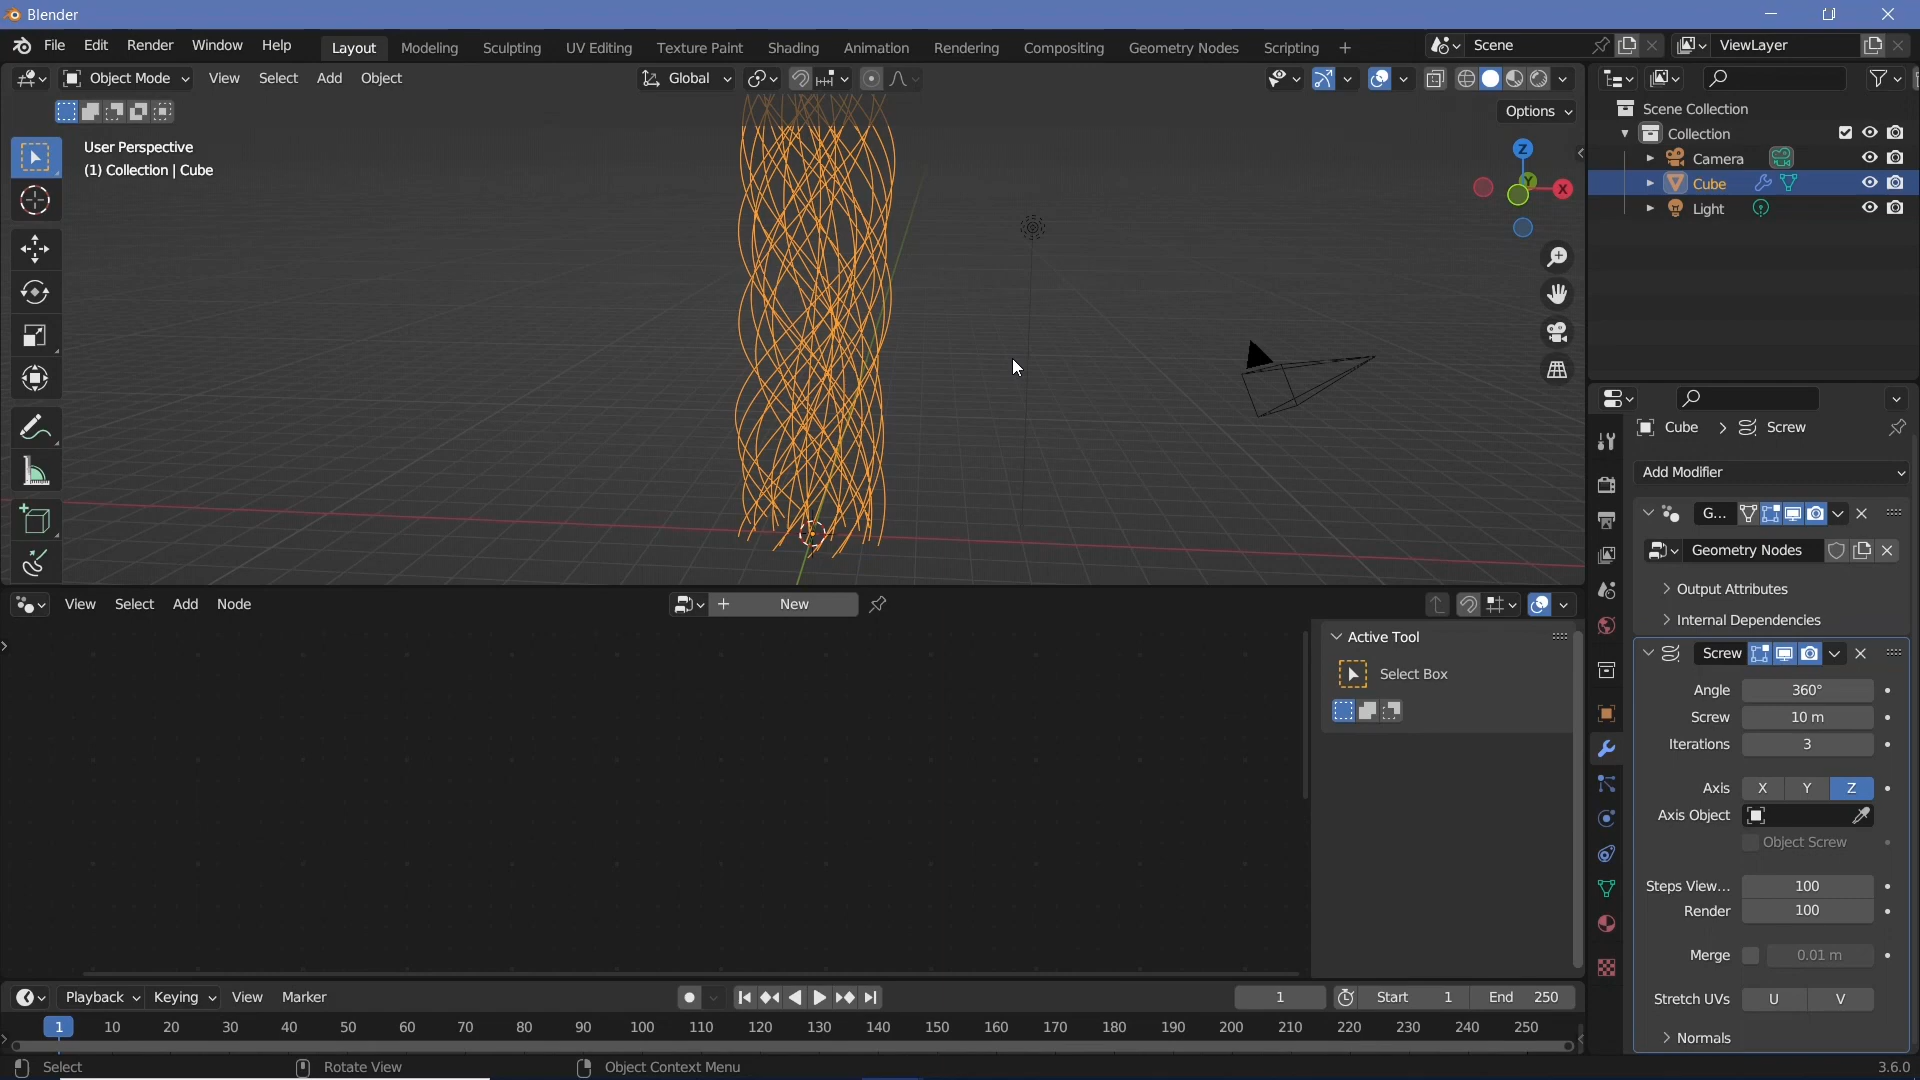 Blender
File Edit Render Window Help Layout Modeling Sculpting UV Editing Texture Paint Shading Animation Rendering Compositing Geometry Nodes Scripting + Scene ViewLayer
Object Mode View Select Add Object Global
Options
User Perspective
(1) Collection | Cube
Z
Y
X
Scene Collection
Collection
Camera
Cube
Light
Cube > Screw
Add Modifier
G...
Geometry Nodes
Output Attributes
Internal Dependencies
Screw
Angle 360°
Screw 10 m
Iterations 3
Axis X Y Z
Axis Object
Object Screw
Steps View... 100
Render 100
Merge 0.01 m
Stretch UVs U V
Normals
View Select Add Node + New
Active Tool
Select Box
Playback Keying View Marker 1 Start 1 End 250
1 10 20 30 40 50 60 70 80 90 100 110 120 130 140 150 160 170 180 190 200 210 220 230 240 250
Select Rotate View Object Context Menu 3.6.0